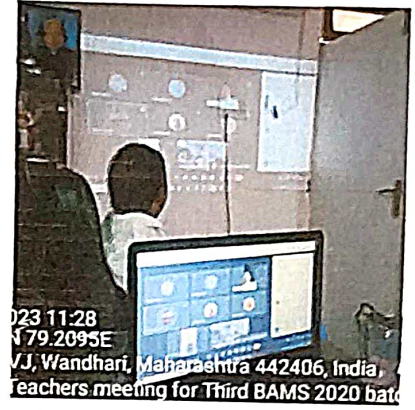 023 11:28
N 79.2095E
VJ, Wandhari, Maharashtra 442406, India,
Teachers meeting for Third BAMS 2020 batc